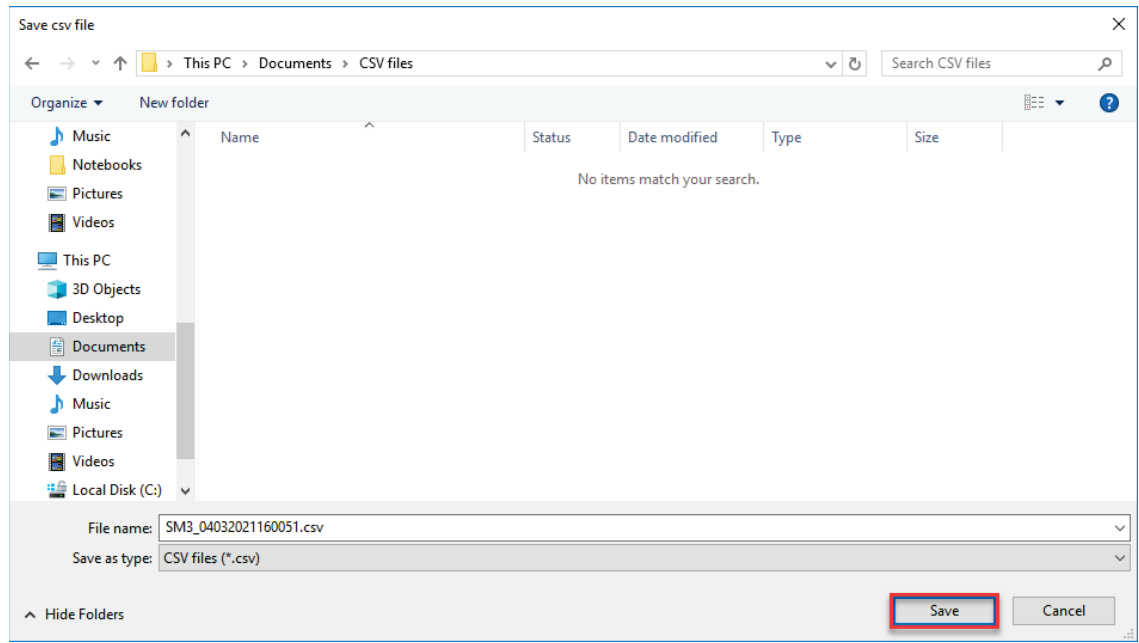 Save csv file
This PC > Documents > CSV files
Search CSV files
Organize
New folder
?
Name
Status
Date modified
Type
Size
No items match your search.
Music
Notebooks
Pictures
Videos
This PC
3D Objects
Desktop
Documents
Downloads
Music
Pictures
Videos
Local Disk (C:)
File name: SM3_04032021160051.csv
Save as type: CSV files (*.csv)
Hide Folders
Save
Cancel